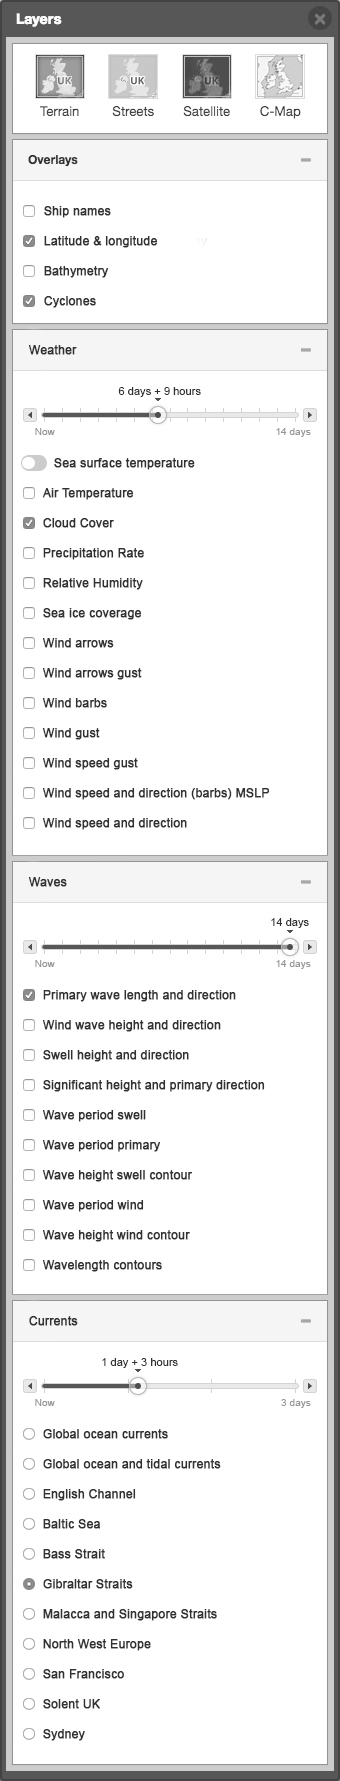 Layers
UK UK UK
Terrain Streets Satellite C-Map
Overlays
Ship names
Latitude & longitude
Bathymetry
Cyclones
Weather
6 days + 9 hours
Now 14 days
Sea surface temperature
Air Temperature
Cloud Cover
Precipitation Rate
Relative Humidity
Sea ice coverage
Wind arrows
Wind arrows gust
Wind barbs
Wind gust
Wind speed gust
Wind speed and direction (barbs) MSLP
Wind speed and direction
Waves
14 days
Now 14 days
Primary wave length and direction
Wind wave height and direction
Swell height and direction
Significant height and primary direction
Wave period swell
Wave period primary
Wave height swell contour
Wave period wind
Wave height wind contour
Wavelength contours
Currents
1 day + 3 hours
Now 3 days
Global ocean currents
Global ocean and tidal currents
English Channel
Baltic Sea
Bass Strait
Gibraltar Straits
Malacca and Singapore Straits
North West Europe
San Francisco
Solent UK
Sydney